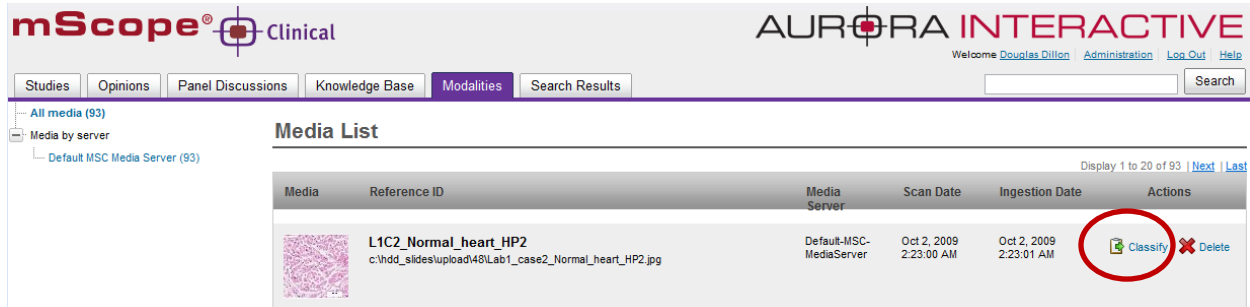 mScope® Clinical
AURORA INTERACTIVE
Welcome Douglas Dillon | Administration | Log Out | Help
Studies Opinions Panel Discussions Knowledge Base Modalities Search Results Search
All media (93)
Media by server
Default MSC Media Server (93)
Media List
Display 1 to 20 of 93 | Next | Last
Media Reference ID Media Server Scan Date Ingestion Date Actions
L1C2_Normal_heart_HP2
c:\hdd_slides\upload\48\Lab1_case2_Normal_heart_HP2.jpg
Default-MSC-MediaServer
Oct 2, 2009
2:23:00 AM
Oct 2, 2009
2:23:01 AM
Classify Delete